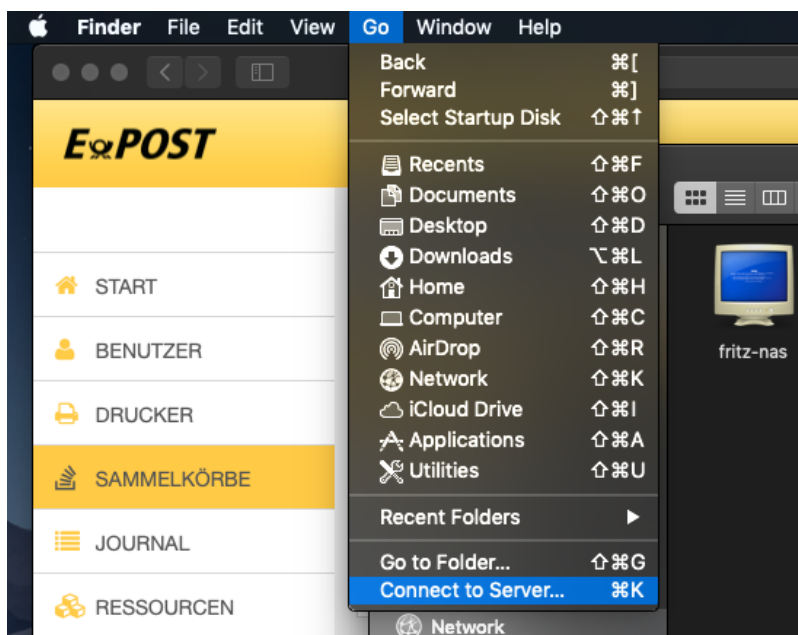 Finder File Edit View Go Window Help
Back ⌘[
Forward ⌘]
Select Startup Disk ⇧⌘↑
E POST
Recents ⇧⌘F
Documents ⇧⌘O
Desktop ⇧⌘D
Downloads ⌥⌘L
Home ⇧⌘H
Computer ⇧⌘C
AirDrop ⇧⌘R
Network ⇧⌘K
iCloud Drive ⇧⌘I
Applications ⇧⌘A
Utilities ⇧⌘U
Recent Folders
Go to Folder... ⇧⌘G
Connect to Server... ⌘K
START
BENUTZER
DRUCKER
SAMMELKÖRBE
JOURNAL
RESSOURCEN
fritz-nas
Network